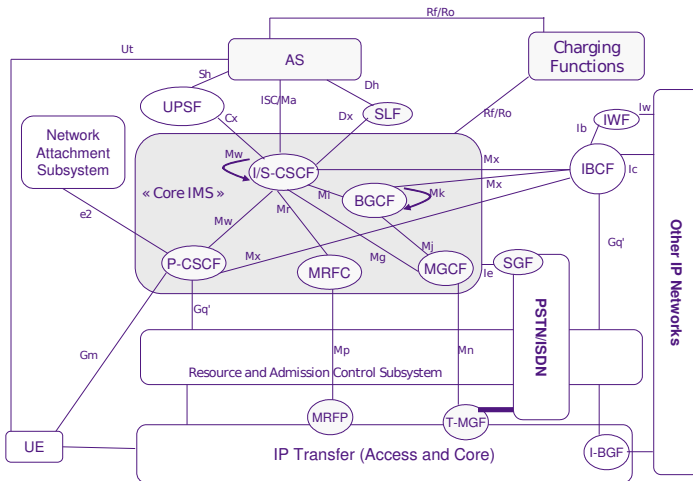 Rf/Ro
Ut
AS
Charging
Functions
Sh
Dh
ISC/Ma
UPSF
SLF
Cx
Dx
Rf/Ro
IWF
Iw
Ib
Network
Attachment
Subsystem
Mw
I/S-CSCF
Mx
IBCF
Ic
« Core IMS »
Mi
Mk
Mx
BGCF
Mr
e2
Mw
Mj
Gq'
P-CSCF
Mx
MRFC
Mg
MGCF
Ie
SGF
Other IP Networks
PSTN/ISDN
Gq'
Gm
Mp
Mn
Resource and Admission Control Subsystem
MRFP
T-MGF
UE
IP Transfer (Access and Core)
I-BGF